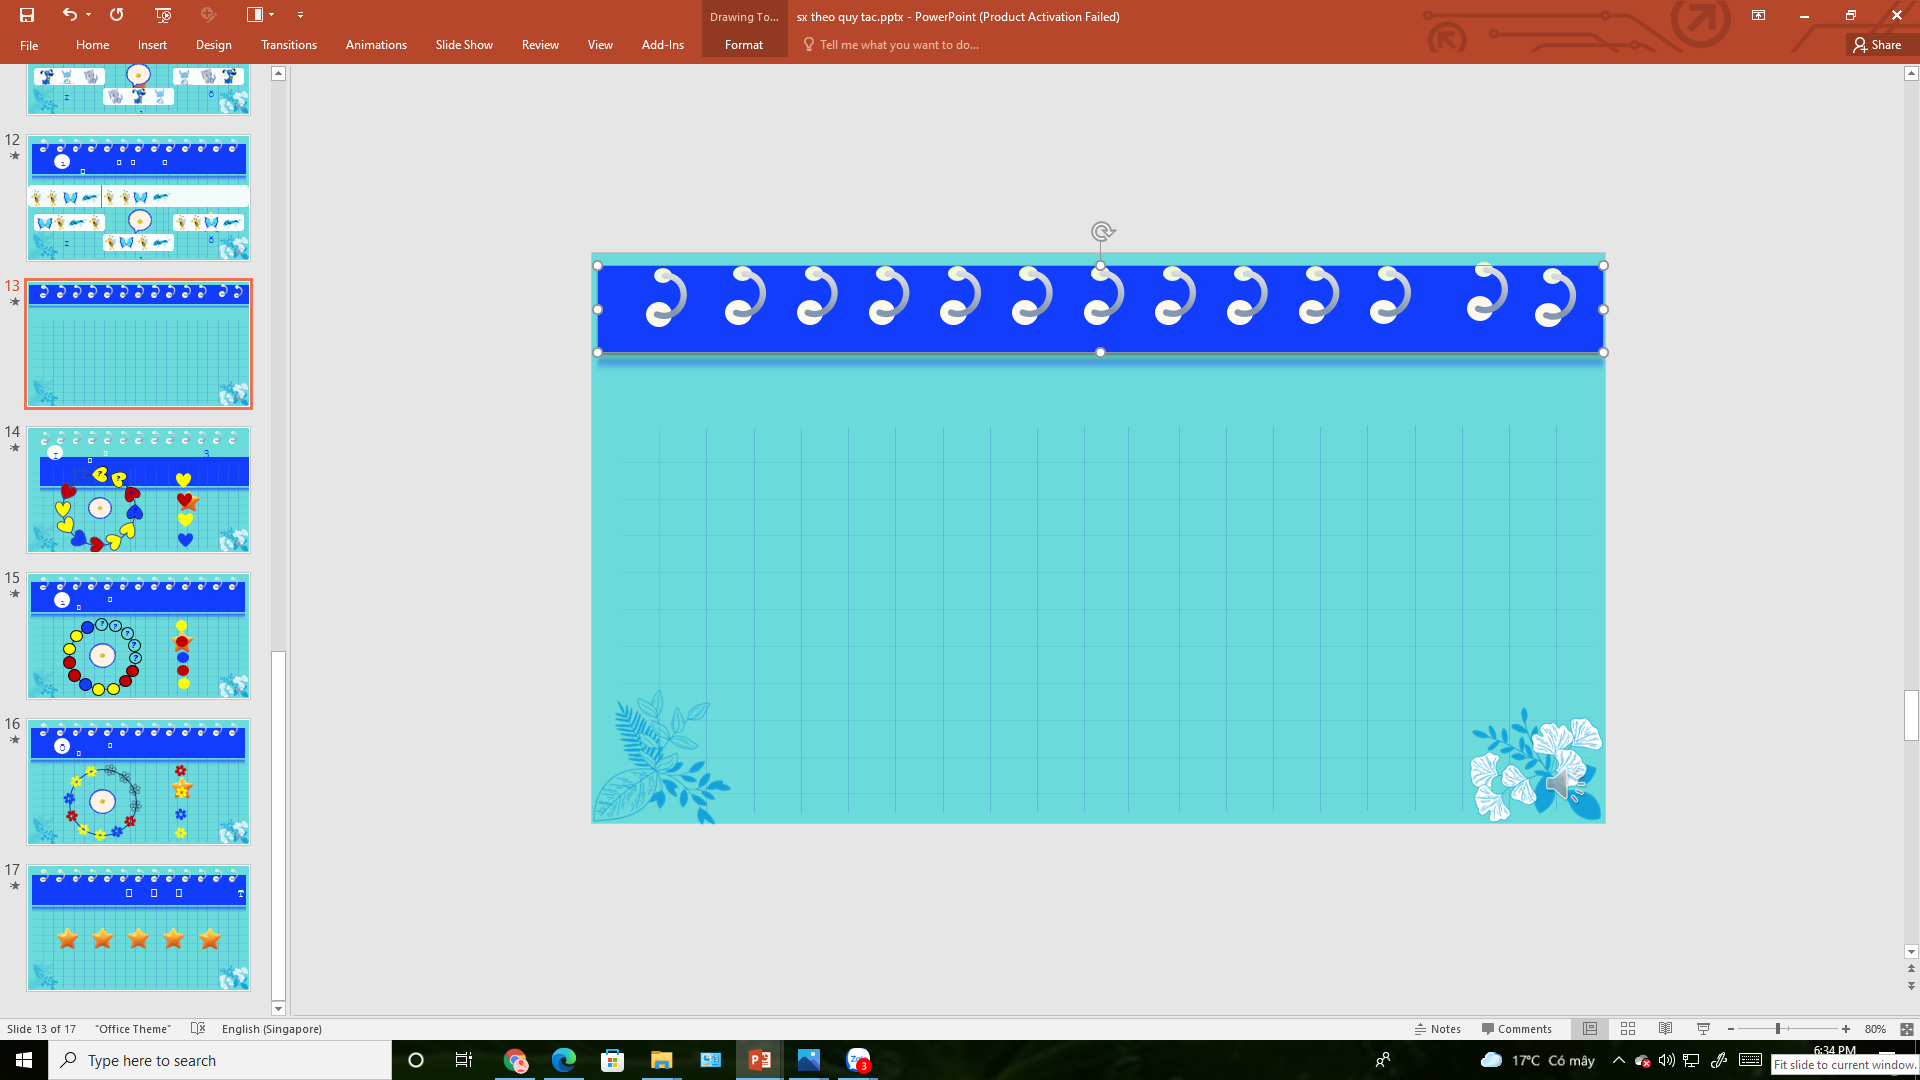 Drawing To...
sx theo quy tac.pptx - PowerPoint (Product Activation Failed)
File Home Insert Design Transitions Animations Slide Show Review View Add-Ins Format Tell me what you want to do... Share
12
13
14
3
15
16
17
Slide 13 of 17 "Office Theme" English (Singapore) Notes Comments 80%
Type here to search
3
17°C Có mây
6:34 PM
Fit slide to current window.